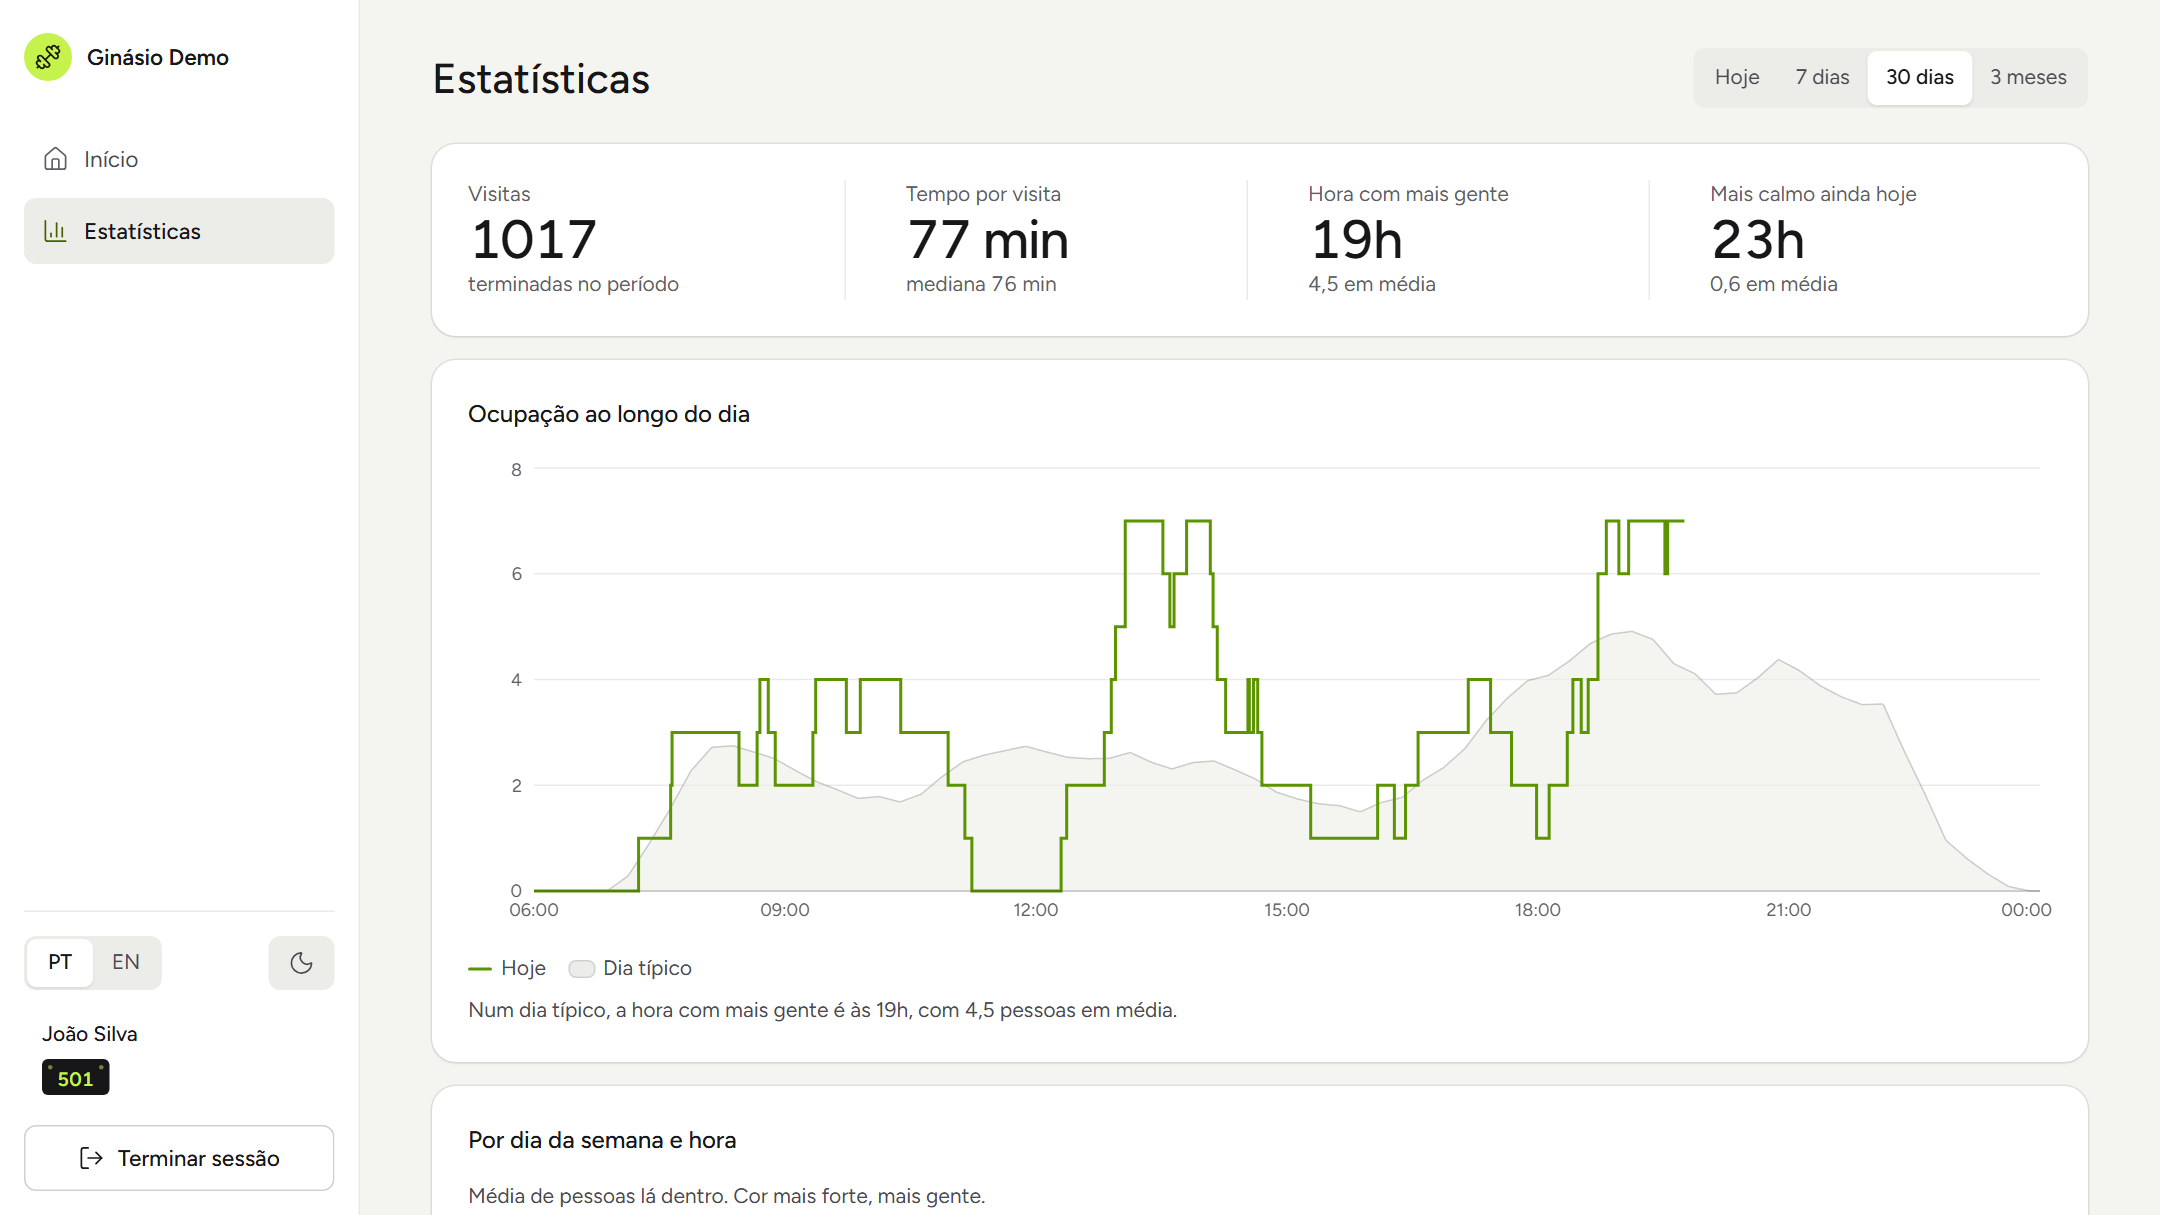 Ginásio Demo
Início
Estatísticas
PT EN
João Silva
501
Terminar sessão
Estatísticas
Hoje 7 dias 30 dias 3 meses
Visitas
1017
terminadas no período
Tempo por visita
77 min
mediana 76 min
Hora com mais gente
19h
4,5 em média
Mais calmo ainda hoje
23h
0,6 em média
Ocupação ao longo do dia
8
6
4
2
0
06:00 09:00 12:00 15:00 18:00 21:00 00:00
Hoje Dia típico
Num dia típico, a hora com mais gente é às 19h, com 4,5 pessoas em média.
Por dia da semana e hora
Média de pessoas lá dentro. Cor mais forte, mais gente.